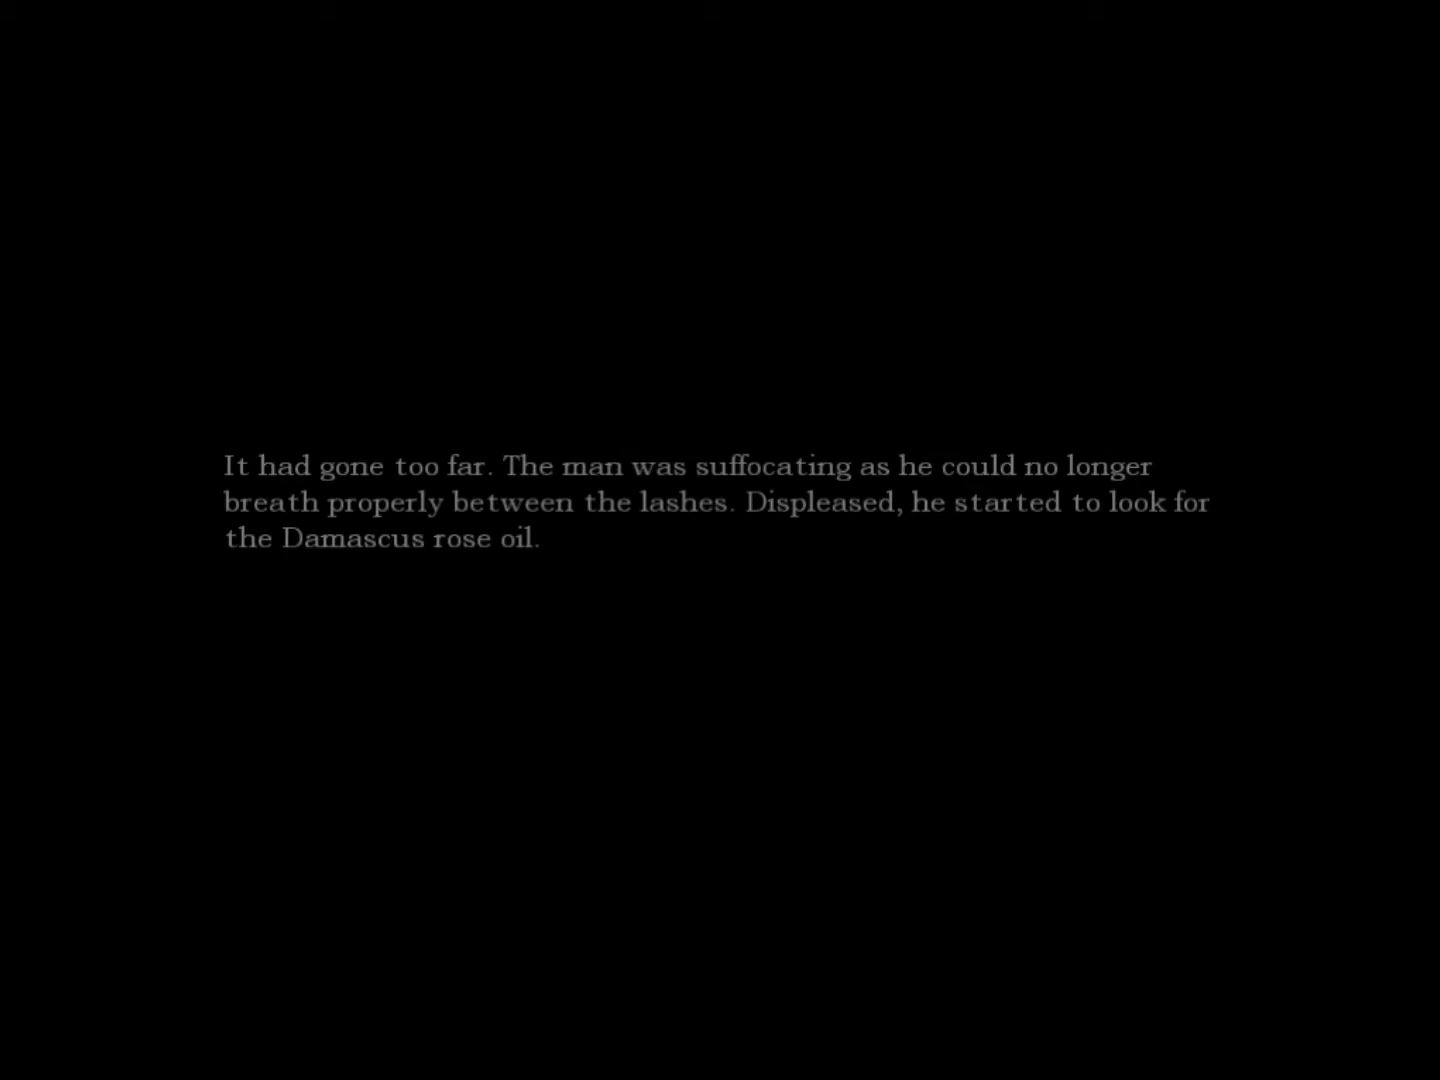 It had gone too far. The man was suffocating as he could no longer
breath properly between the lashes. Displeased, he started to look for
the Damascus rose oil.